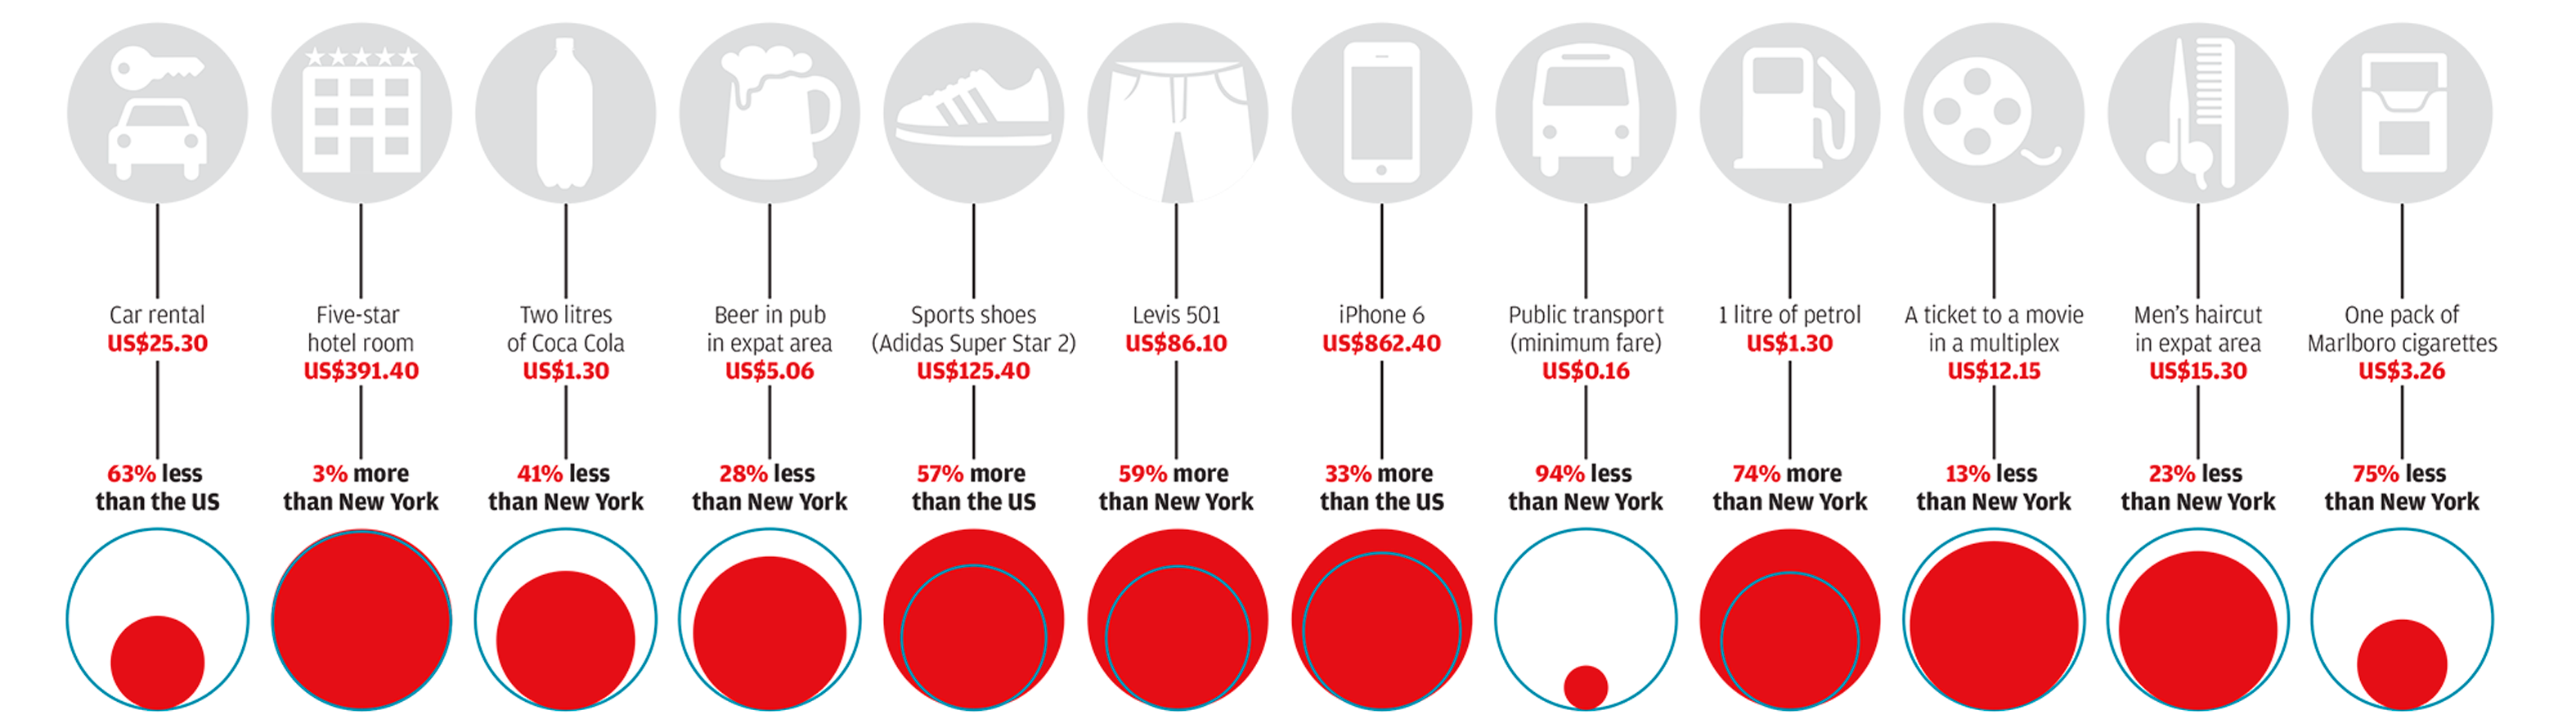 Car rental
US$25.30
63% less
than the US
Five-star
hotel room
US$391.40
3% more
than New York
Two litres
of Coca Cola
US$1.30
41% less
than New York
Beer in pub
in expat area
US$5.06
28% less
than New York
Sports shoes
(Adidas Super Star 2)
US$125.40
57% more
than the US
Levis 501
US$86.10
59% more
than New York
iPhone 6
US$862.40
33% more
than the US
Public transport
(minimum fare)
US$0.16
94% less
than New York
1 litre of petrol
US$1.30
74% more
than New York
A ticket to a movie
in a multiplex
US$12.15
13% less
than New York
Men’s haircut
in expat area
US$15.30
23% less
than New York
One pack of
Marlboro cigarettes
US$3.26
75% less
than New York